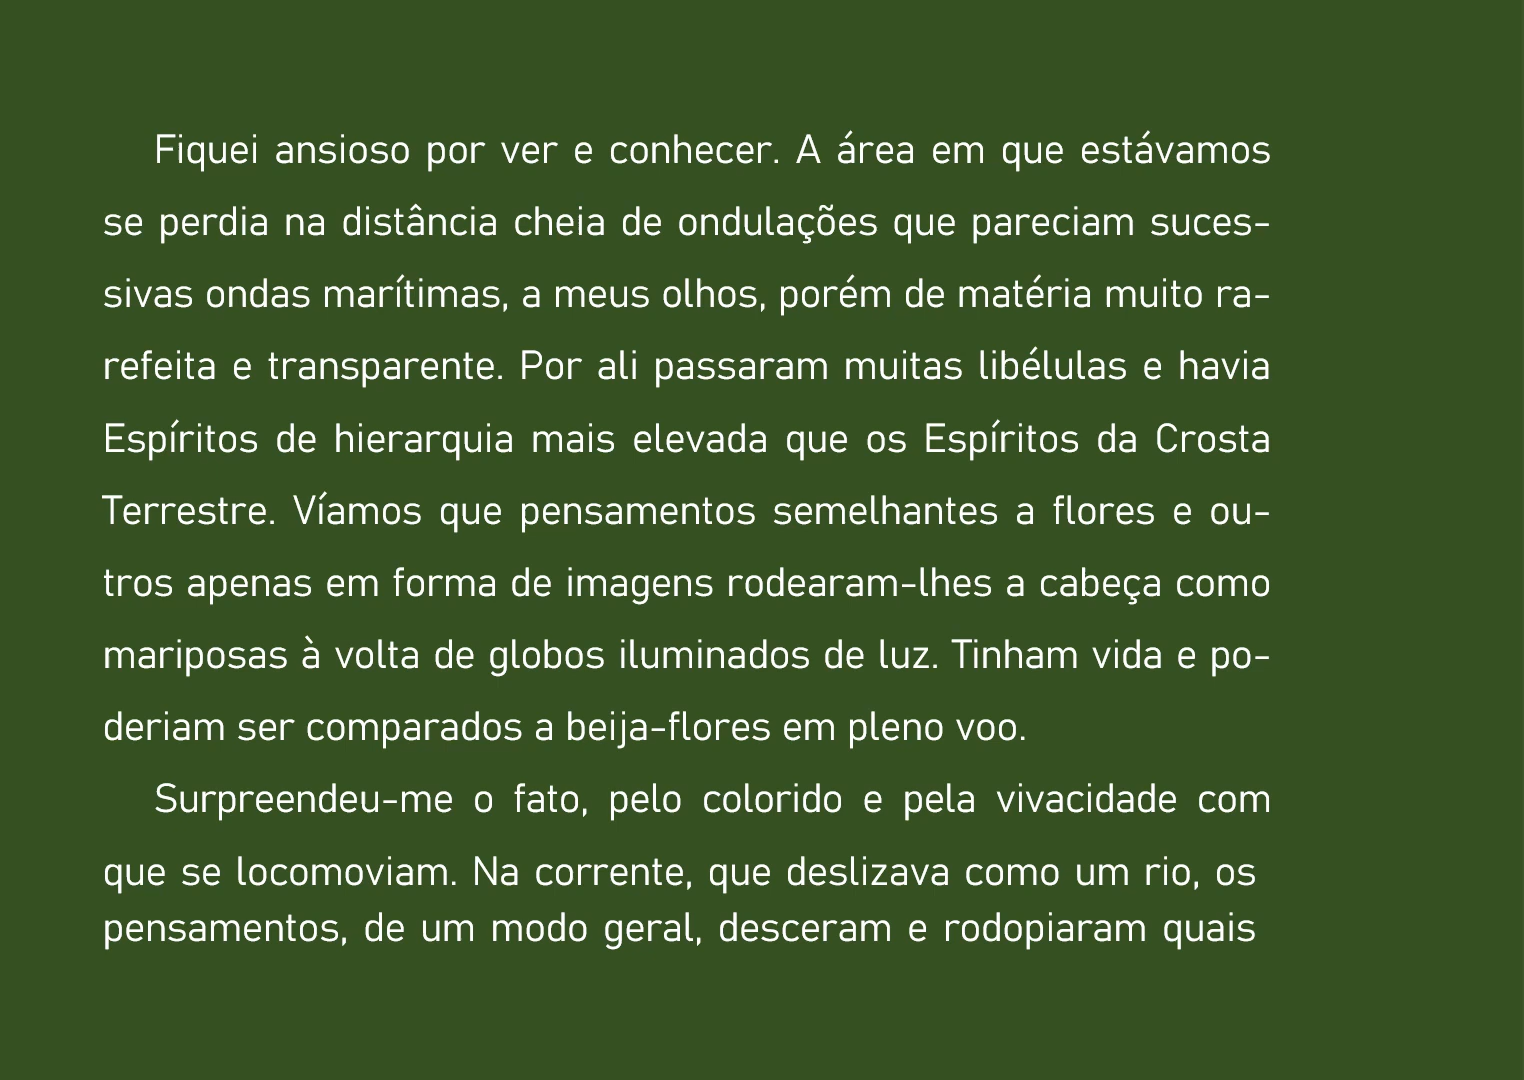 Fiquei ansioso por ver e conhecer. A área em que estávamos
se perdia na distância cheia de ondulações que pareciam suces-
sivas ondas marítimas, a meus olhos, porém de matéria muito ra-
refeita e transparente. Por ali passaram muitas libélulas e havia
Espíritos de hierarquia mais elevada que os Espíritos da Crosta
Terrestre. Víamos que pensamentos semelhantes a flores e ou-
tros apenas em forma de imagens rodearam-lhes a cabeça como
mariposas à volta de globos iluminados de luz. Tinham vida e po-
deriam ser comparados a beija-flores em pleno voo.
Surpreendeu-me o fato, pelo colorido e pela vivacidade com
que se locomoviam. Na corrente, que deslizava como um rio, os
pensamentos, de um modo geral, desceram e rodopiaram quais